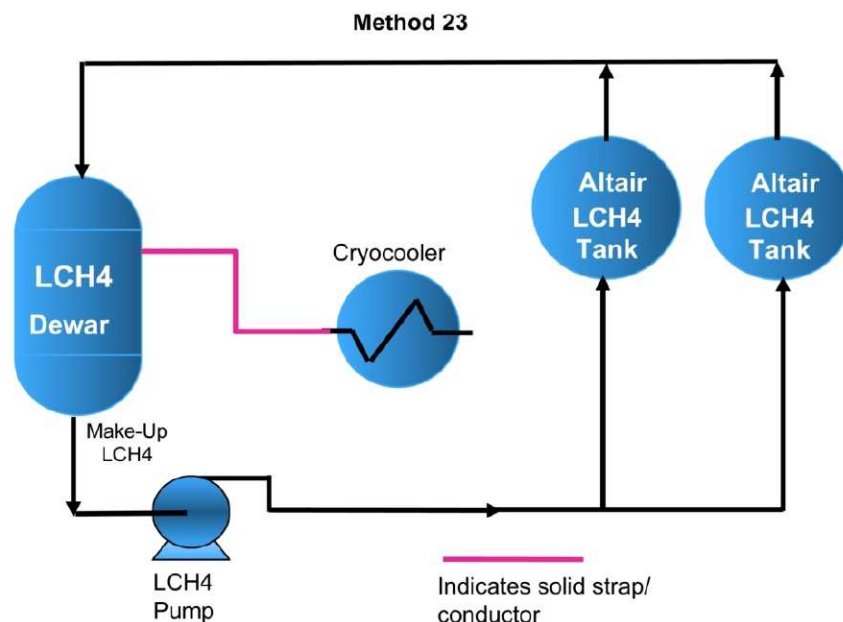 Method 23
Altair
LCH4
Tank
Altair
LCH4
Tank
Cryocooler
LCH4
Dewar
Make-Up
LCH4
LCH4
Pump
Indicates solid strap/
conductor